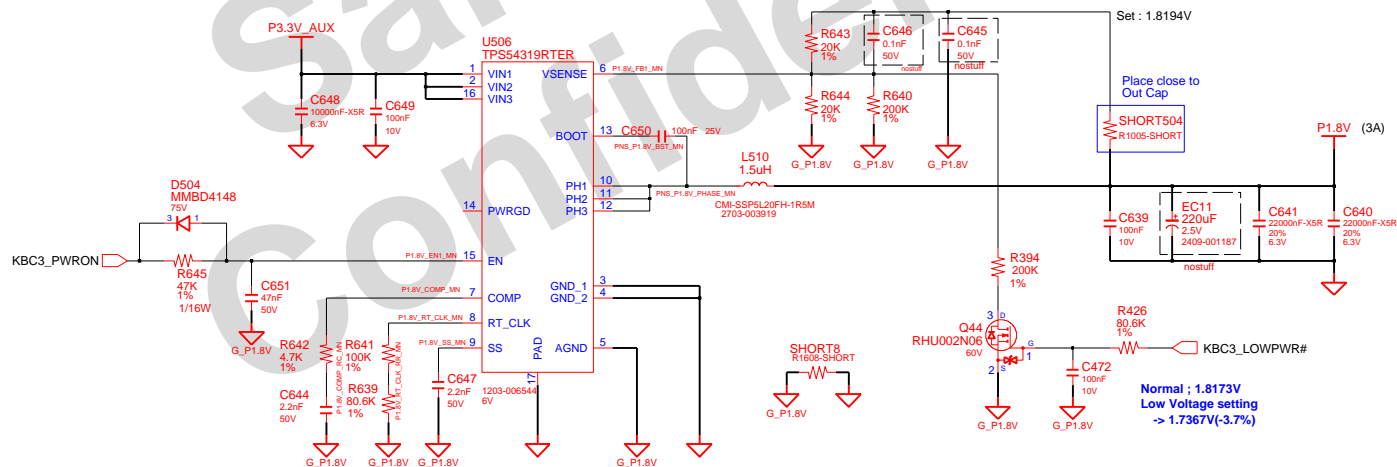 P3.3V_AUX
U506
TPS54319RTER
1 VIN1
2 VIN2
16 VIN3
VSENSE 6
BOOT 13
PH1 10
PH2 11
PH3 12
14 PWRGD
15 EN
7 COMP
8 RT_CLK
9 SS
GND_1 3
GND_2 4
AGND 5
PAD 17
1203-006544
6V
C648
10000nF-X5R
6.3V
C649
100nF
10V
D504
MMBD4148
75V
3 1
KBC3_PWRON
R645
47K
1%
1/16W
C651
47nF
50V
G_P1.8V
P1.8V_EN1_MN
P1.8V_COMP_MN
P1.8V_RT_CLK_MN
P1.8V_SS_MN
R642
4.7K
1%
P1.8V_COMP_RC_MN
C644
2.2nF
50V
G_P1.8V
R641
100K
1%
P1.8V_RT_CLK_RR_MN
R639
80.6K
1%
G_P1.8V
C647
2.2nF
50V
G_P1.8V
G_P1.8V
P1.8V_FB1_MN
R643
20K
1%
C646
0.1nF
50V
nostuff
C645
0.1nF
50V
nostuff
R644
20K
1%
G_P1.8V
R640
200K
1%
G_P1.8V
G_P1.8V
Set : 1.8194V
Place close to
Out Cap
SHORT504
R1005-SHORT
P1.8V
(3A)
C650
100nF 25V
PNS_P1.8V_BST_MN
L510
1.5uH
PNS_P1.8V_PHASE_MN
CMI-SSP5L20FH-1R5M
2703-003919
C639
100nF
10V
EC11
220uF
2.5V
2409-001187
nostuff
C641
22000nF-X5R
20%
6.3V
C640
22000nF-X5R
20%
6.3V
G_P1.8V
R394
200K
1%
Q44
RHU002N06
60V
3 D
G 1
2 S
G_P1.8V
R426
80.6K
1%
KBC3_LOWPWR#
C472
100nF
10V
G_P1.8V
SHORT8
R1608-SHORT
G_P1.8V
Normal ; 1.8173V
Low Voltage setting
-> 1.7367V(-3.7%)